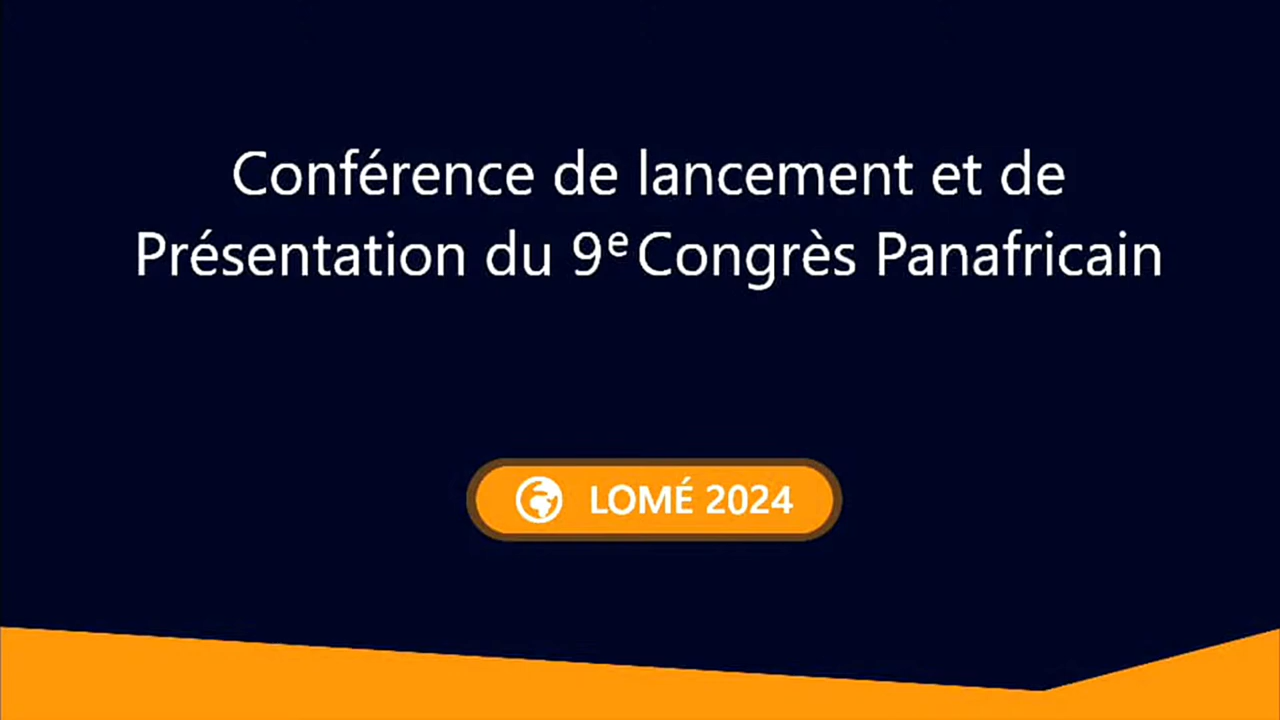 Conférence de lancement et de
Présentation du 9e Congrès Panafricain
LOMÉ 2024